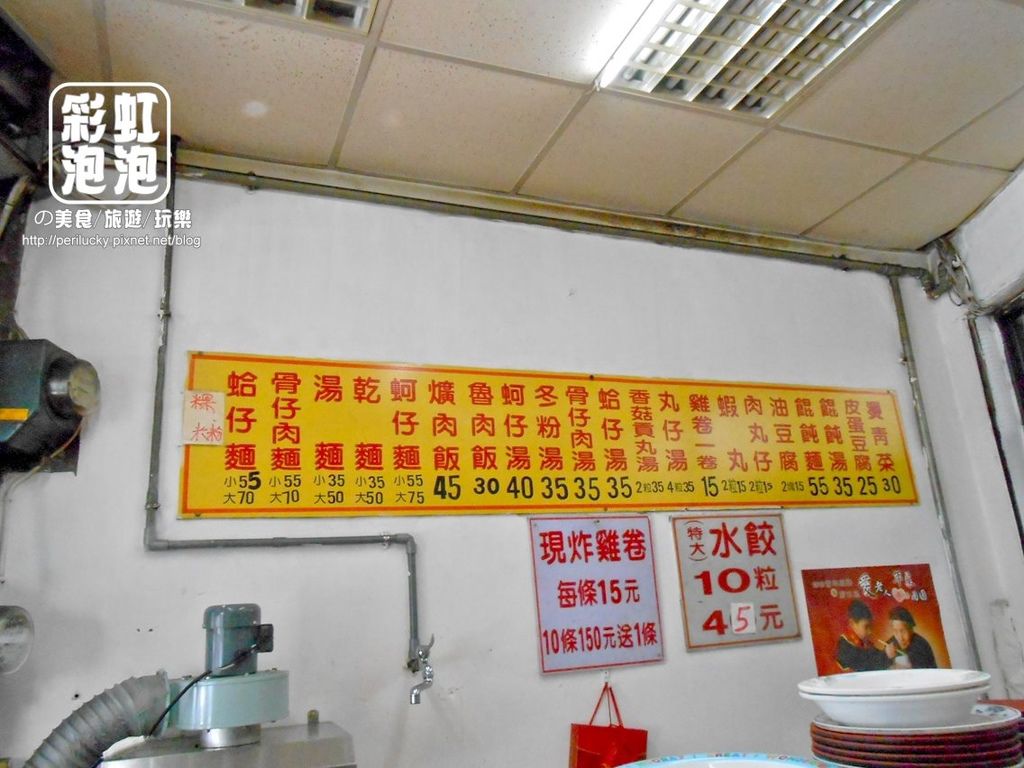 彩虹
泡泡
の美食/旅遊/玩樂
http://perilucky.pixnet.net/blog
粿
米粉
蛤仔麵 小55 大70
骨仔肉麵 小55 大70
湯麵 小35 大50
乾麵 小35 大50
蚵仔麵 小55 大75
爌肉飯 45
魯肉飯 30
蚵仔湯 40
冬粉湯 35
骨仔肉湯 35
蛤仔湯 35
香菇貢丸湯 2粒35
丸仔湯 4粒35
雞卷一卷 15
蝦丸 2粒15
肉丸仔 2粒15
油豆腐 2塊15
餛飩麵 55
餛飩湯 35
皮蛋豆腐 25
燙青菜 30
現炸雞卷
每條15元
10條150元送1條
(特大)水餃
10粒
45元